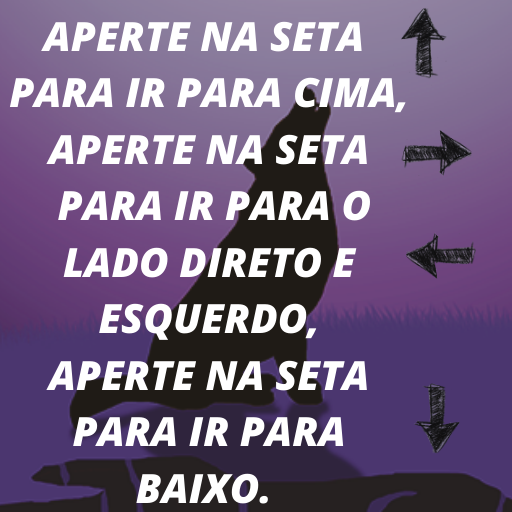 APERTE NA SETA
PARA IR PARA CIMA,
APERTE NA SETA
PARA IR PARA O
LADO DIRETO E
ESQUERDO,
APERTE NA SETA
PARA IR PARA
BAIXO.